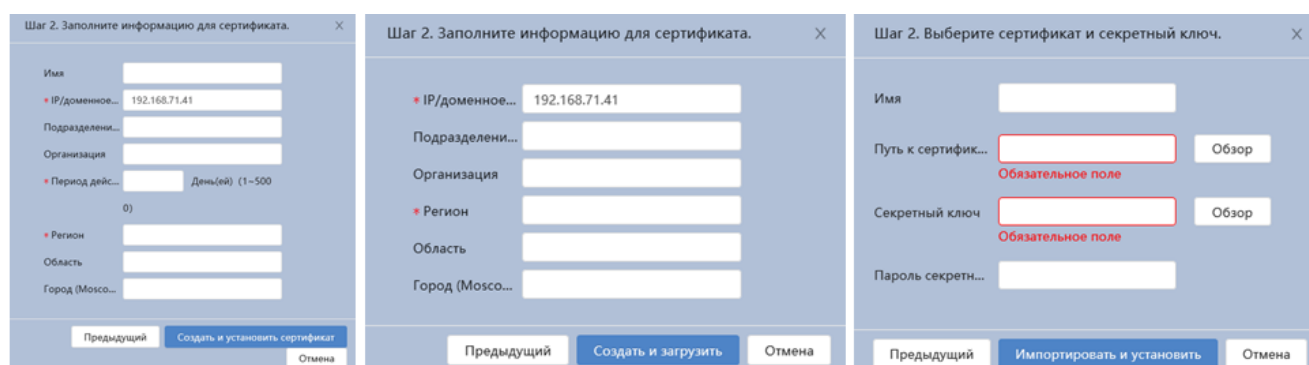 Шаг 2. Заполните информацию для сертификата.
Имя
* IP/доменное... 192.168.71.41
Подразделени...
Организация
* Период дейс... День(ей) (1~500
0)
* Регион
Область
Город (Moscо...
Предыдущий Создать и установить сертификат
Отмена
Шаг 2. Заполните информацию для сертификата.
* IP/доменное... 192.168.71.41
Подразделени...
Организация
* Регион
Область
Город (Moscо...
Предыдущий Создать и загрузить Отмена
Шаг 2. Выберите сертификат и секретный ключ.
Имя
Путь к сертифик... Обзор
Обязательное поле
Секретный ключ Обзор
Обязательное поле
Пароль секретн...
Предыдущий Импортировать и установить Отмена